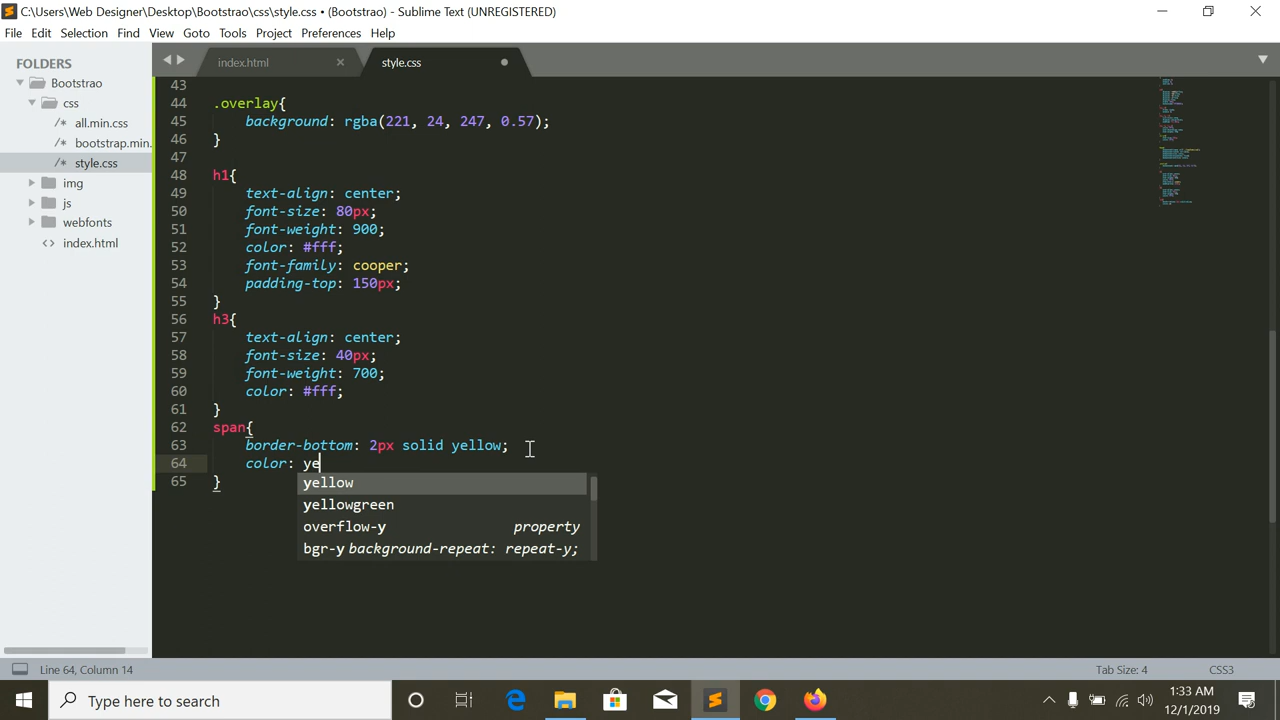 C:\Users\Web Designer\Desktop\Bootstrao\css\style.css • (Bootstrao) - Sublime Text (UNREGISTERED)
File Edit Selection Find View Goto Tools Project Preferences Help
FOLDERS
Bootstrao
css
/* all.min.css
/* bootstrap.min.
/* style.css
img
js
webfonts
<> index.html
index.html
style.css
43
44 .overlay{
45 background: rgba(221, 24, 247, 0.57);
46 }
47
48 h1{
49 text-align: center;
50 font-size: 80px;
51 font-weight: 900;
52 color: #fff;
53 font-family: cooper;
54 padding-top: 150px;
55 }
56 h3{
57 text-align: center;
58 font-size: 40px;
59 font-weight: 700;
60 color: #fff;
61 }
62 span{
63 border-bottom: 2px solid yellow;
64 color: ye
65 }
yellow
yellowgreen
overflow-y property
bgr-y background-repeat: repeat-y;
Line 64, Column 14
Tab Size: 4
CSS3
Type here to search
1:33 AM
12/1/2019